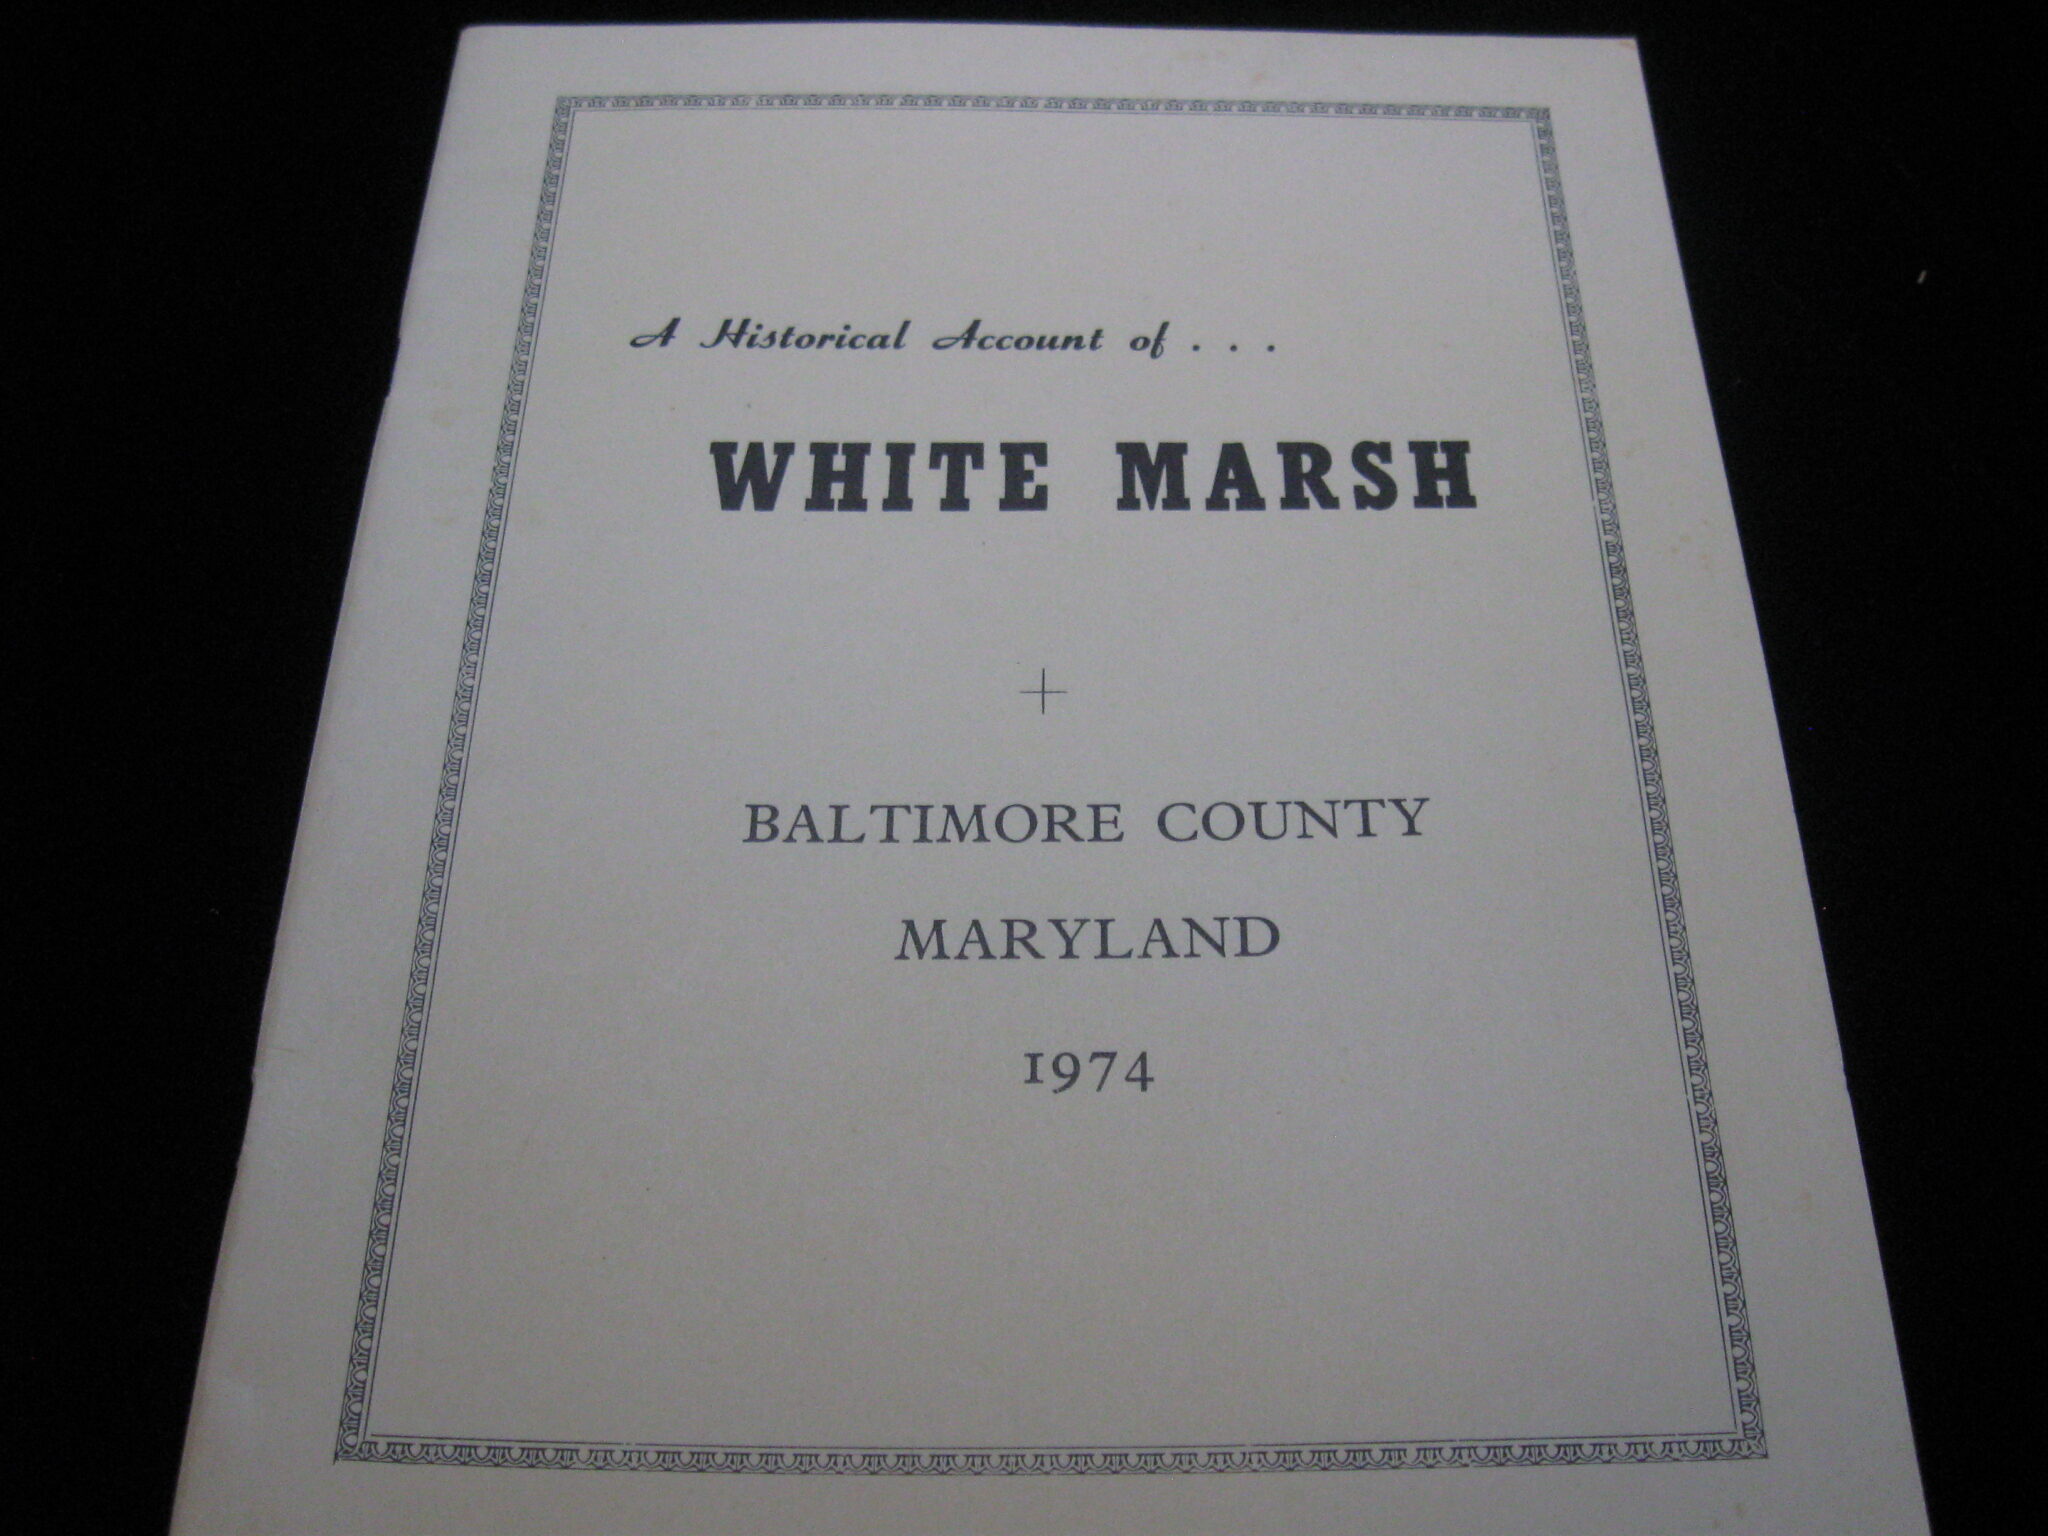 A Historical Account of . . .
WHITE MARSH
BALTIMORE COUNTY
MARYLAND
1974